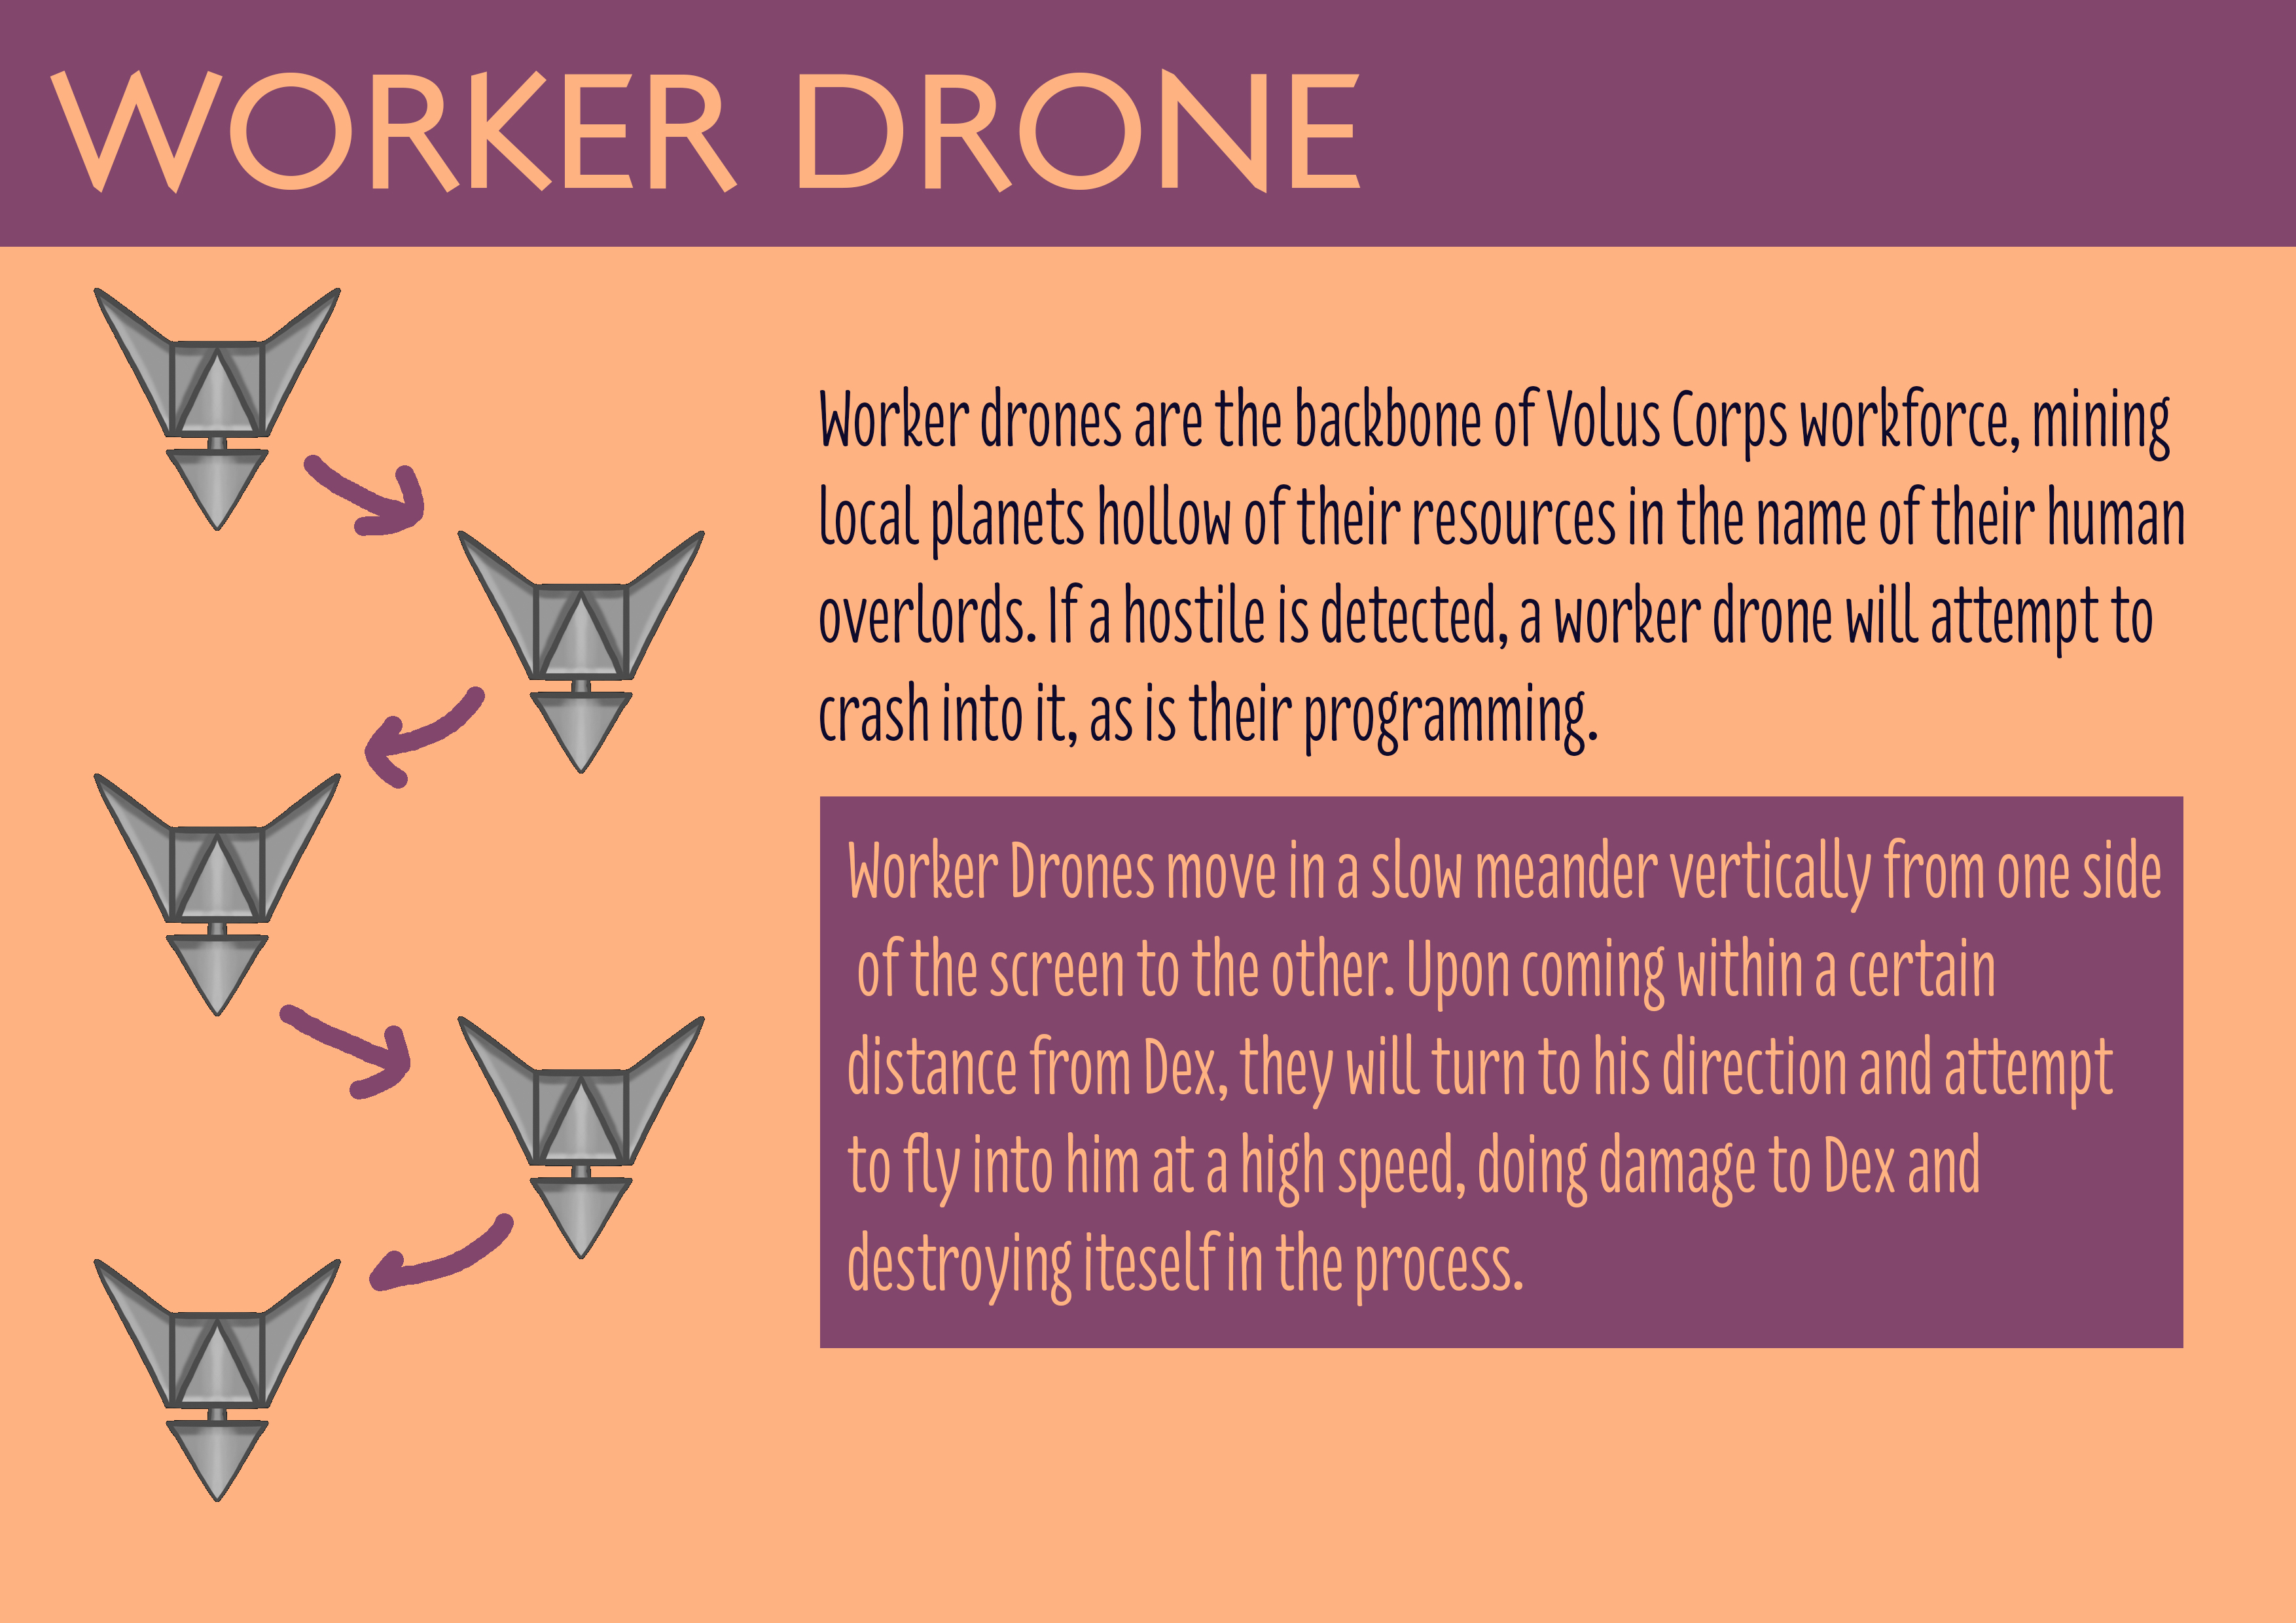 WORKER DRONE
Worker drones are the backbone of Volus Corps workforce, mining
local planets hollow of their resources in the name of their human
overlords. If a hostile is detected, a worker drone will attempt to
crash into it, as is their programming.
Worker Drones move in a slow meander vertically from one side
of the screen to the other. Upon coming within a certain
distance from Dex, they will turn to his direction and attempt
to fly into him at a high speed, doing damage to Dex and
destroying iteself in the process.